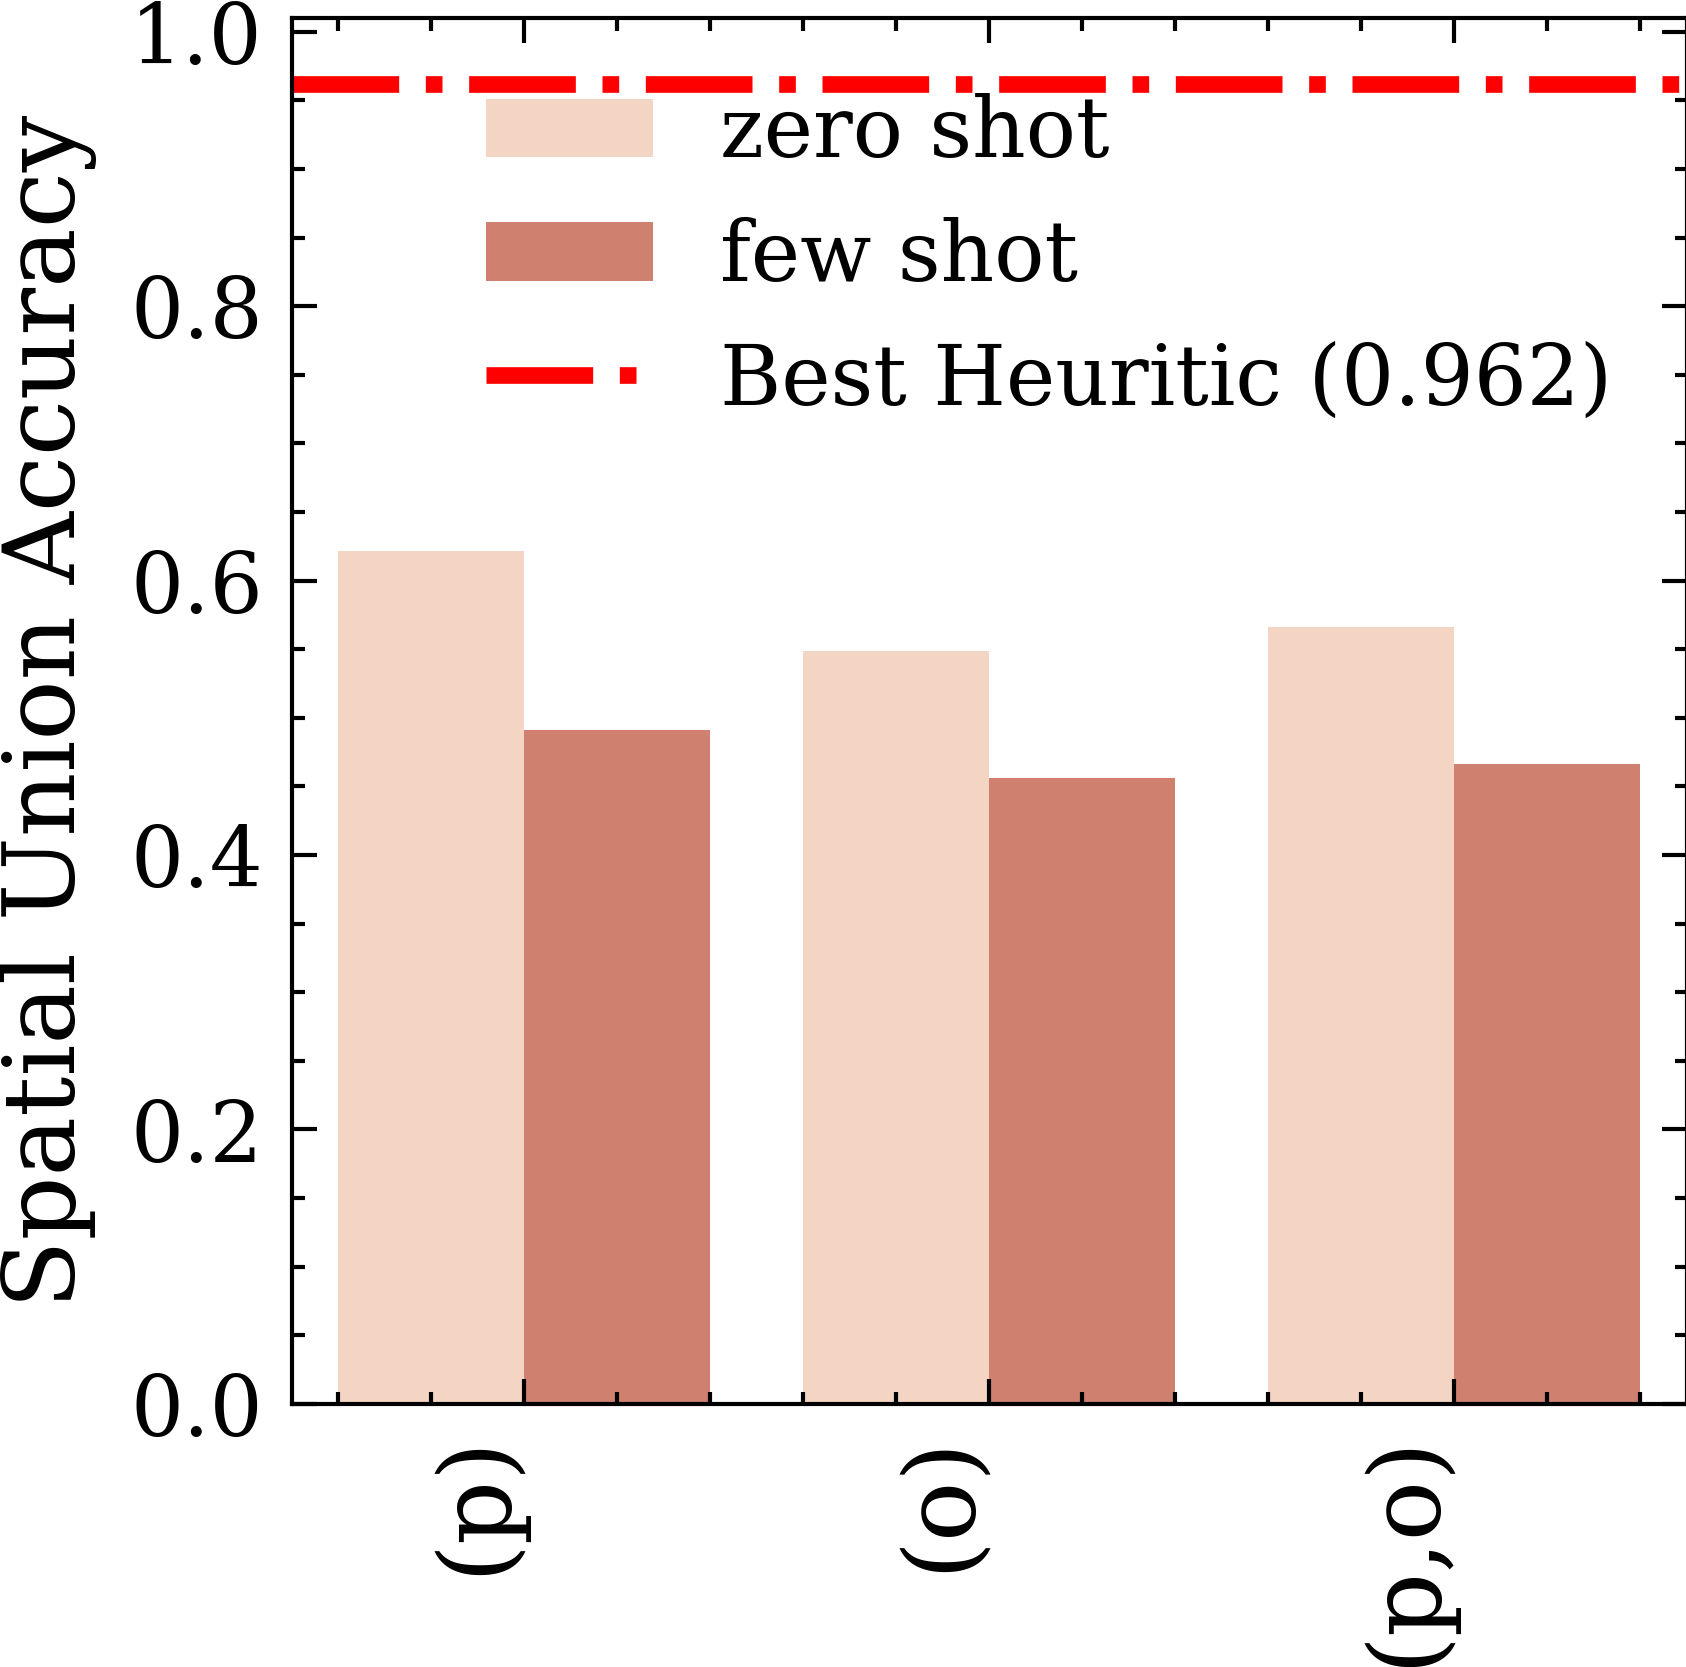 Spatial Union Accuracy
1.0
0.8
0.6
0.4
0.2
0.0
zero shot
few shot
Best Heuritic (0.962)
(p)
(o)
(p,o)